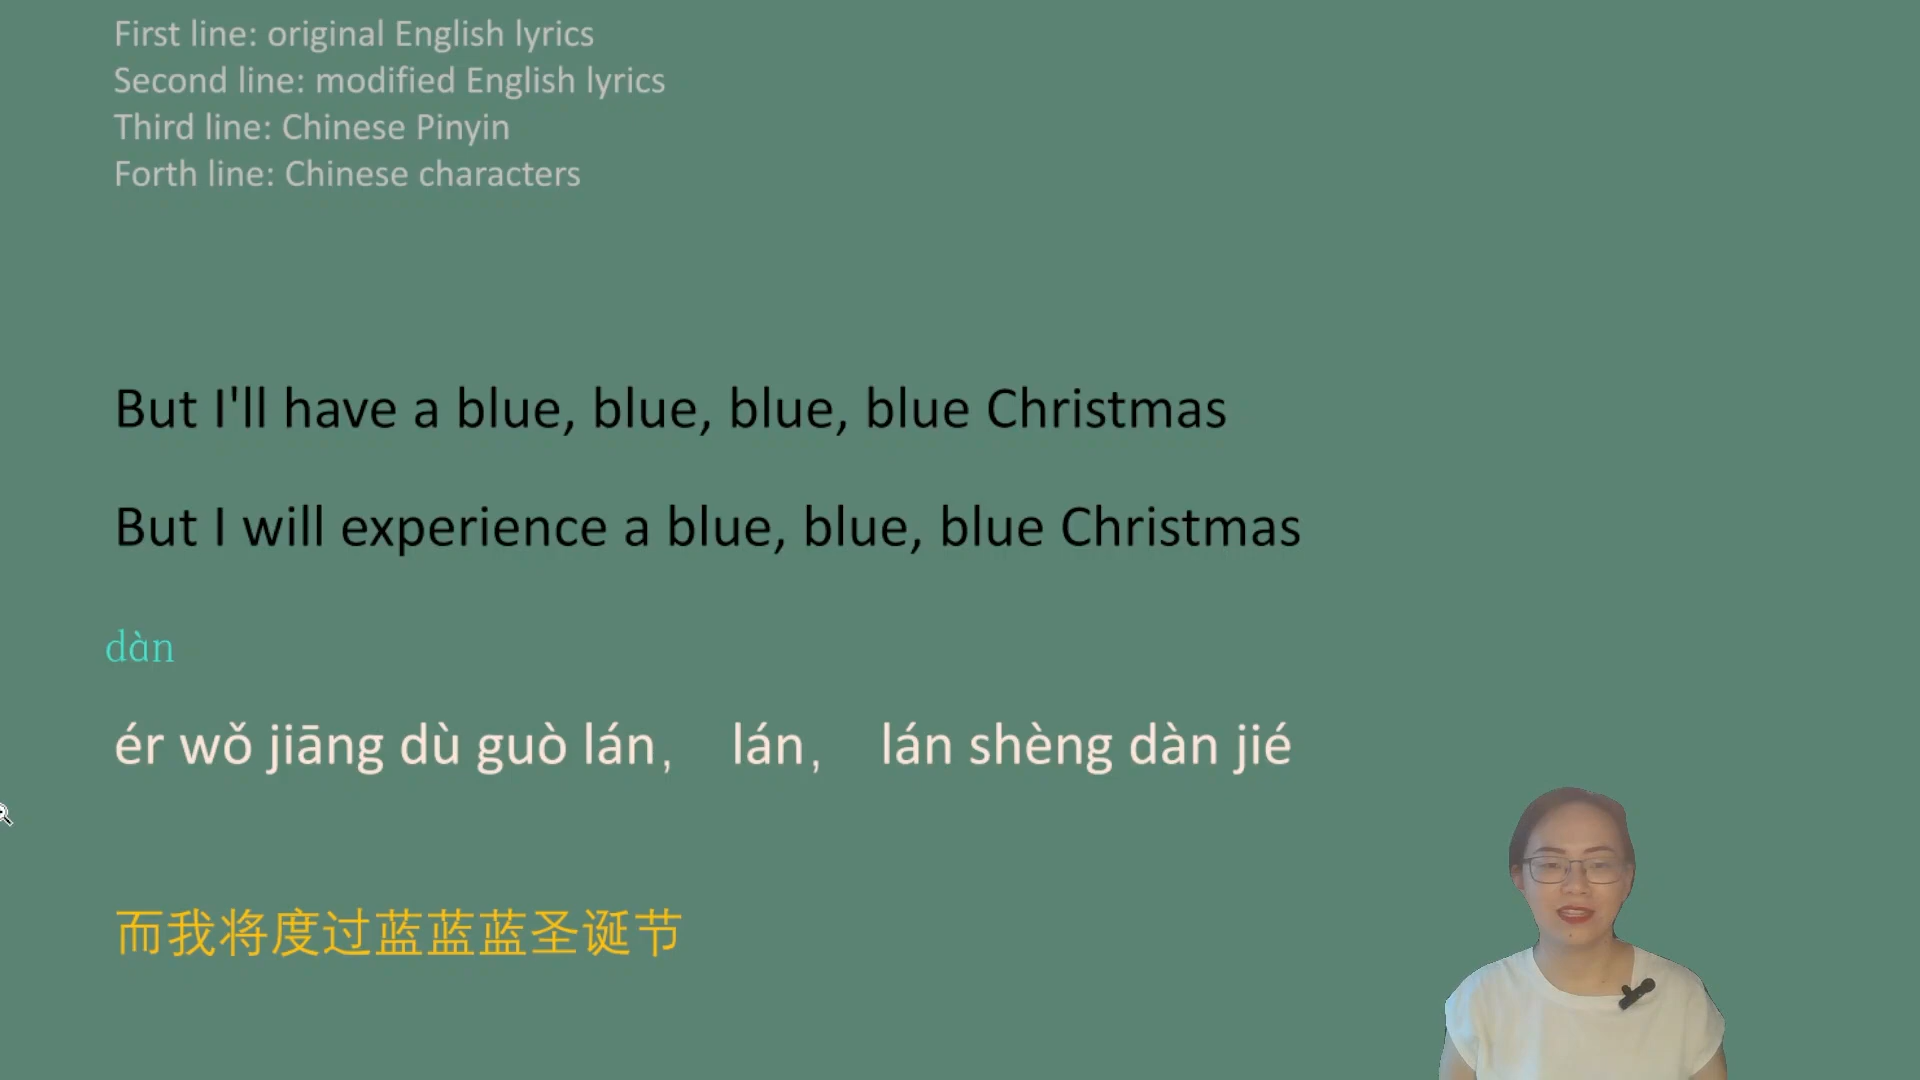 First line: original English lyrics
Second line: modified English lyrics
Third line: Chinese Pinyin
Forth line: Chinese characters
But I'll have a blue, blue, blue, blue Christmas
But I will experience a blue, blue, blue Christmas
dàn
ér wǒ jiāng dù guò lán， lán， lán shèng dàn jié
而我将度过蓝蓝蓝圣诞节